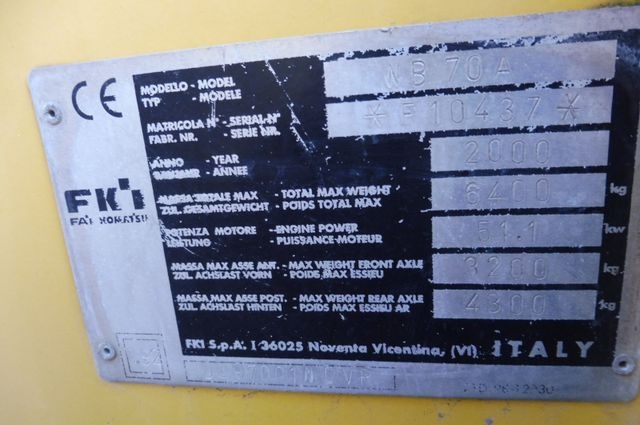 CE
FKI
FAI KOMATSU
MODELLO - MODEL
TYP - MODÈLE
WB 70 A
MATRICOLA N° - SERIAL N°
FABR. NR. - SERIE NR.
*F10437*
ANNO - YEAR
BAUJAHR - ANNÉE
2000
MASSA TOTALE MAX - TOTAL MAX WEIGHT
ZUL. GESAMTGEWICHT - POIDS TOTAL MAX
6400 kg
POTENZA MOTORE - ENGINE POWER
LEISTUNG - PUISSANCE MOTEUR
51.1 kw
MASSA MAX ASSE ANT. - MAX WEIGHT FRONT AXLE
ZUL. ACHSLAST VORN - POIDS MAX ESSIEU
3200 kg
MASSA MAX ASSE POST. - MAX WEIGHT REAR AXLE
ZUL. ACHSLAST HINTEN - POIDS MAX ESSIEU AR
4300 kg
FKI S.p.A. I 36025 Noventa Vicentina, (VI) ITALY